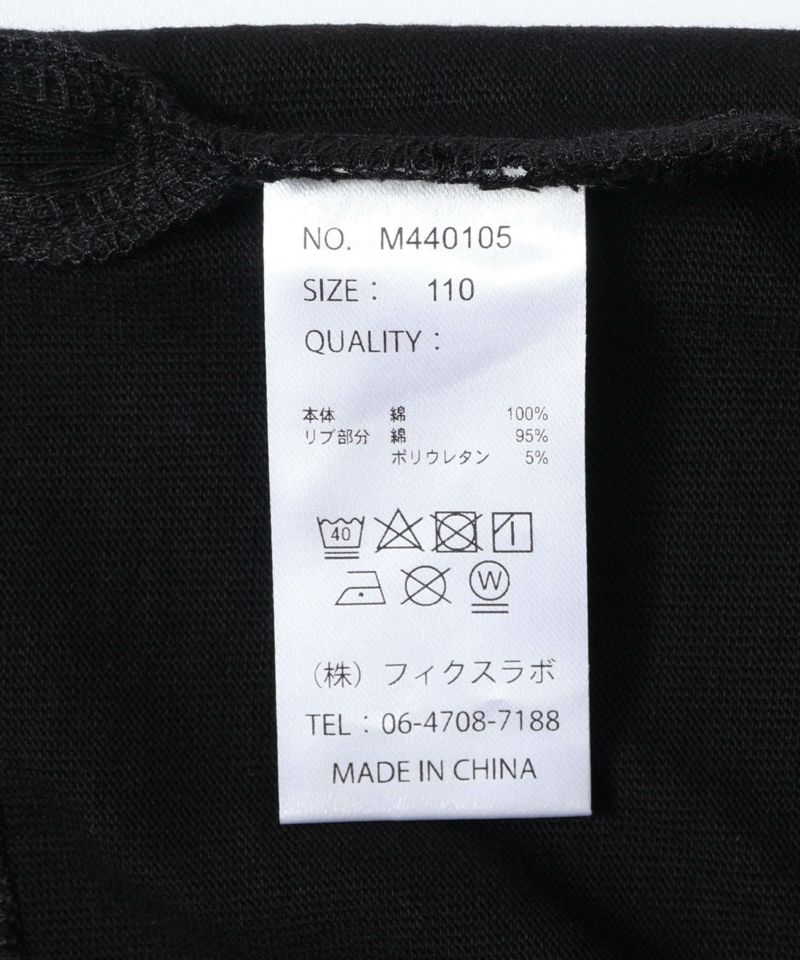 NO. M440105
SIZE： 110
QUALITY：
本体 綿 100%
リブ部分 綿 95%
ポリウレタン 5%
40
W
（株）フィクスラボ
TEL：06-4708-7188
MADE IN CHINA